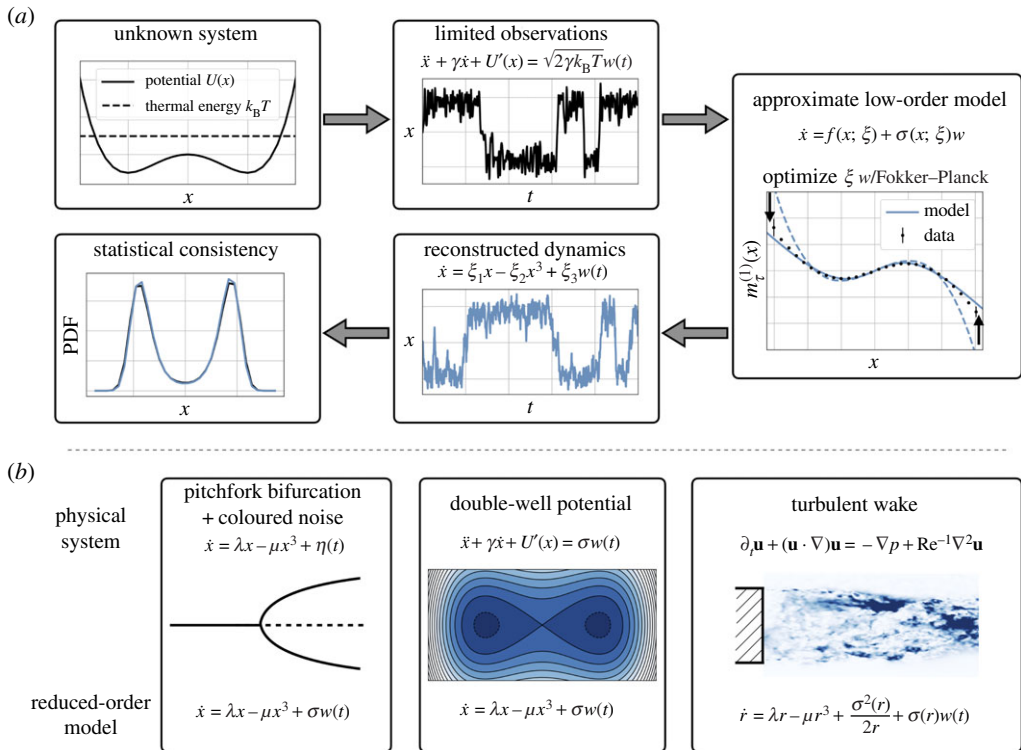 (a)
unknown system
potential U(x)
thermal energy k_BT
x
limited observations
ẍ + γẋ + U′(x) = √2γk_BT w(t)
x
t
approximate low-order model
ẋ = f(x; ξ) + σ(x; ξ)w
optimize ξ w/Fokker–Planck
model
data
m_τ^(1)(x)
x
statistical consistency
PDF
x
reconstructed dynamics
ẋ = ξ₁x – ξ₂x³ + ξ₃w(t)
x
t
(b)
physical
system
pitchfork bifurcation
+ coloured noise
ẋ = λx – μx³ + η(t)
double-well potential
ẍ + γẋ + U′(x) = σw(t)
turbulent wake
∂ₜu + (u · ∇)u = – ∇p + Re⁻¹∇²u
reduced-order
model
ẋ = λx – μx³ + σw(t)
ẋ = λx – μx³ + σw(t)
ṙ = λr – μr³ + σ²(r)/2r + σ(r)w(t)